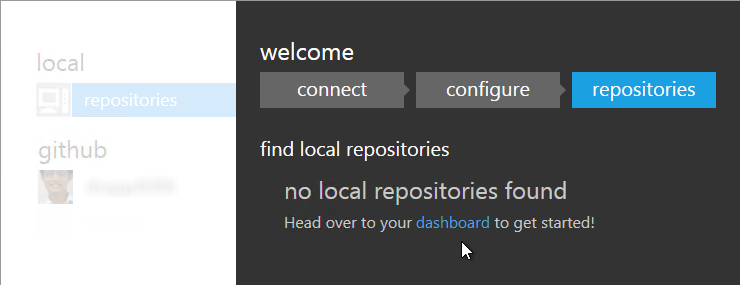 local
repositories
github
welcome
connect
configure
repositories
find local repositories
no local repositories found
Head over to your dashboard to get started!